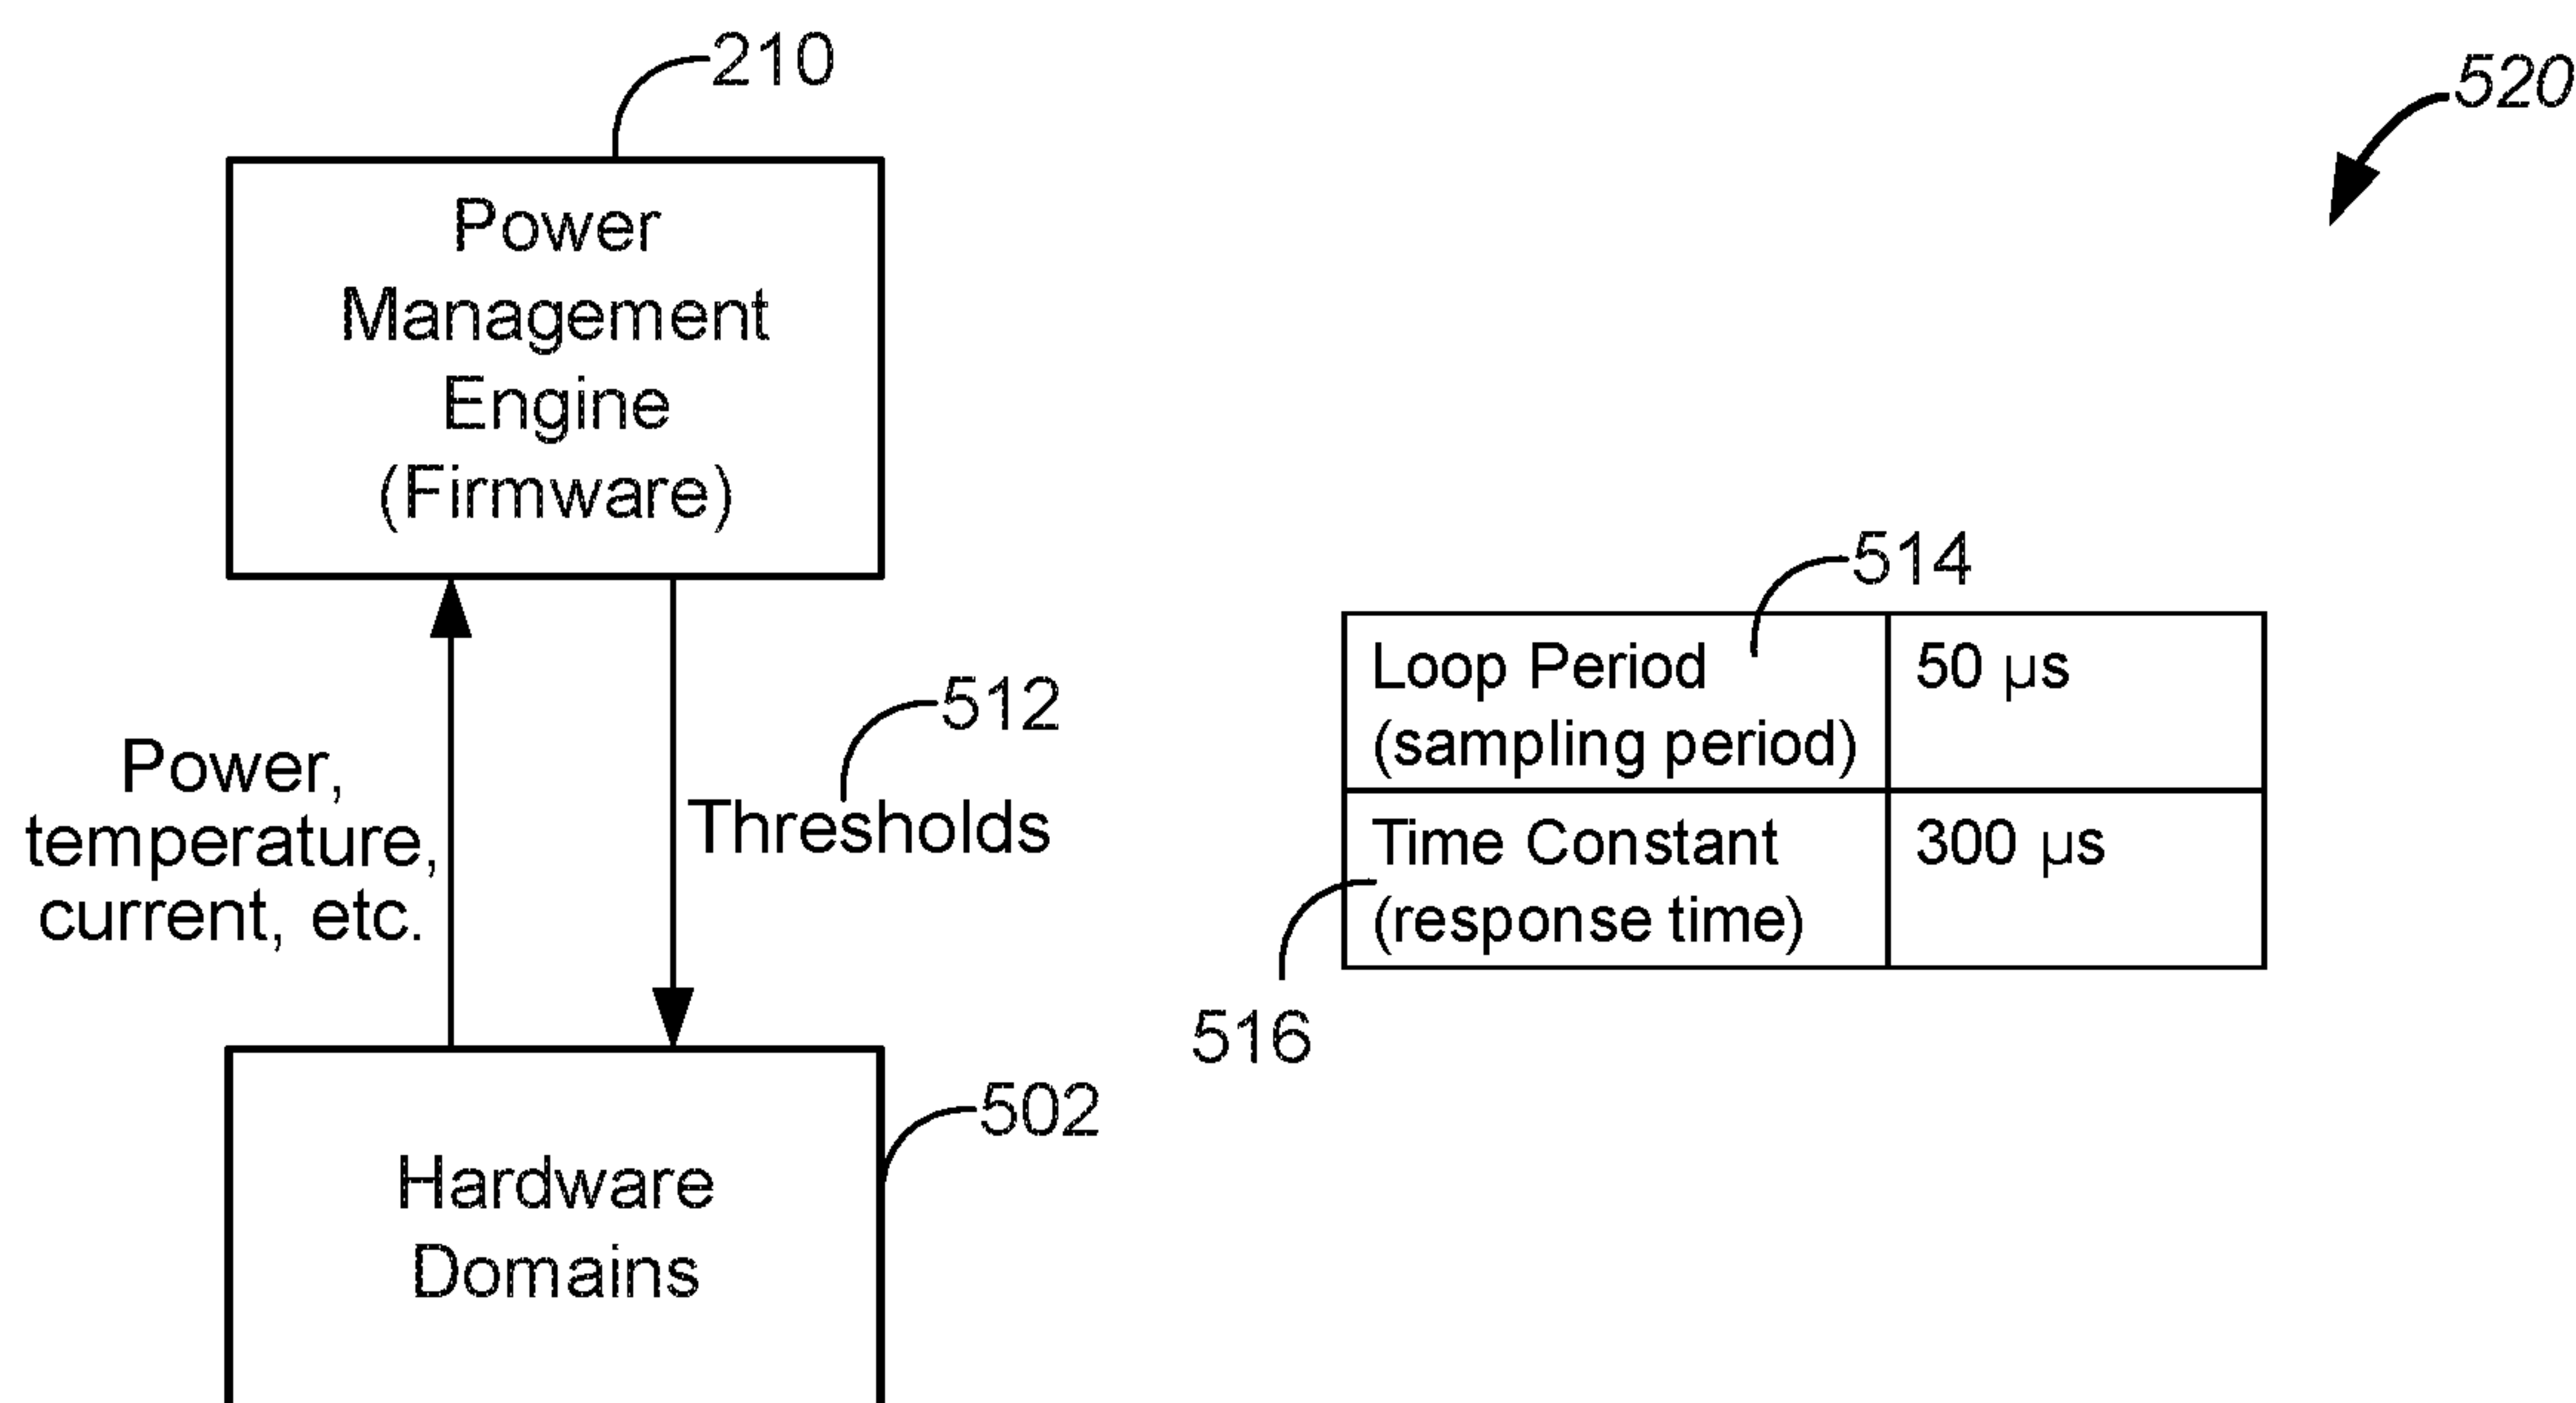 210
520
Power
Management
Engine
(Firmware)
514
Loop Period
(sampling period)
50 µs
512
Power,
temperature,
current, etc.
Thresholds
Time Constant
(response time)
300 µs
516
502
Hardware
Domains